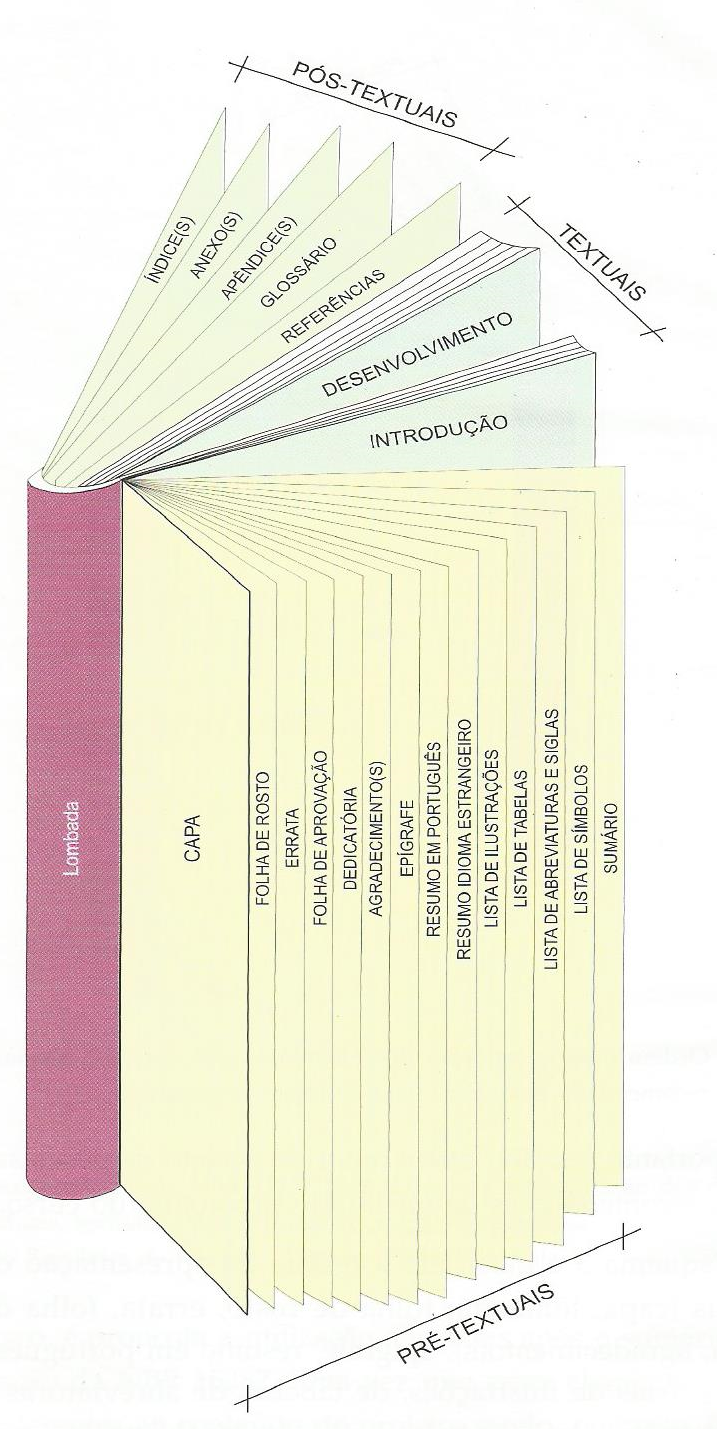 PÓS-TEXTUAIS
TEXTUAIS
ÍNDICE(S)
ANEXO(S)
APÊNDICE(S)
GLOSSÁRIO
REFERÊNCIAS
DESENVOLVIMENTO
INTRODUÇÃO
Lombada
CAPA
FOLHA DE ROSTO
ERRATA
FOLHA DE APROVAÇÃO
DEDICATÓRIA
AGRADECIMENTO(S)
EPÍGRAFE
RESUMO EM PORTUGUÊS
RESUMO IDIOMA ESTRANGEIRO
LISTA DE ILUSTRAÇÕES
LISTA DE TABELAS
LISTA DE ABREVIATURAS E SIGLAS
LISTA DE SÍMBOLOS
SUMÁRIO
PRÉ-TEXTUAIS